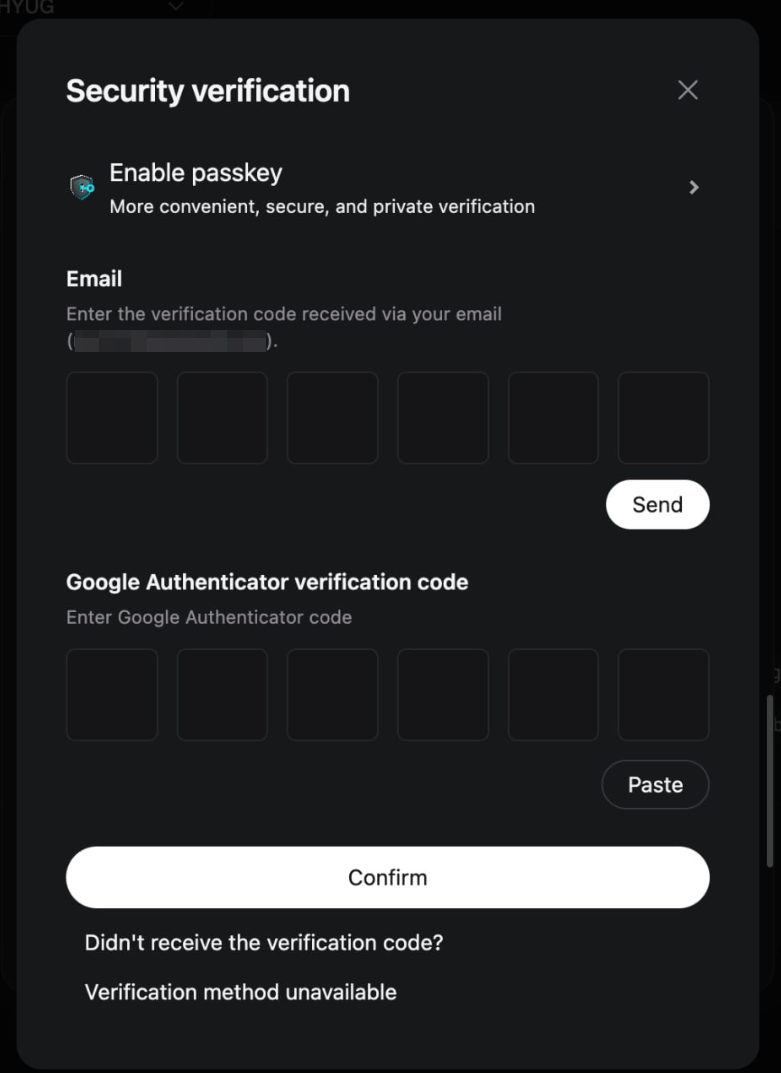 HYUG
Security verification
Enable passkey
More convenient, secure, and private verification
Email
Enter the verification code received via your email
( ).
Send
Google Authenticator verification code
Enter Google Authenticator code
Paste
Confirm
Didn't receive the verification code?
Verification method unavailable